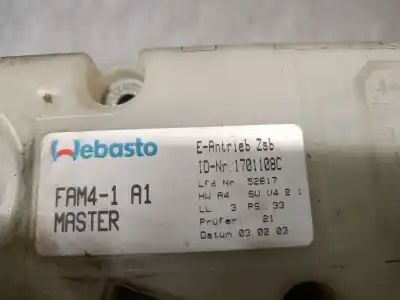 Webasto
FAM4-1 A1
MASTER
E-Antrieb Zsb.
ID-Nr.1701108C
Lfd Nr 52617
HW A4 SW V4 2 1
LL 3 PS 33
Prüfer 21
Datum 03 02 03